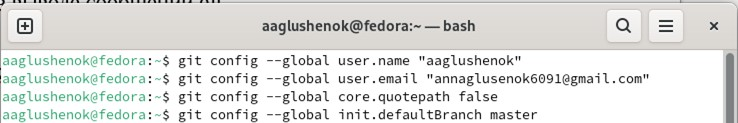 aaglushenok@fedora:~ — bash
aaglushenok@fedora:~$ git config --global user.name "aaglushenok"
aaglushenok@fedora:~$ git config --global user.email "annaglusenok6091@gmail.com"
aaglushenok@fedora:~$ git config --global core.quotepath false
aaglushenok@fedora:~$ git config --global init.defaultBranch master